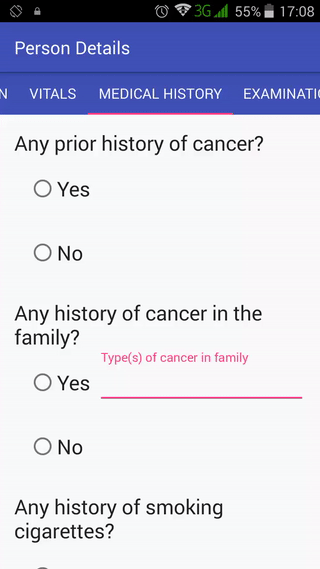 3G 55% 17:08
Person Details
N VITALS MEDICAL HISTORY EXAMINATI
Any prior history of cancer?
Yes
No
Any history of cancer in the
family?
Type(s) of cancer in family
Yes
No
Any history of smoking
cigarettes?